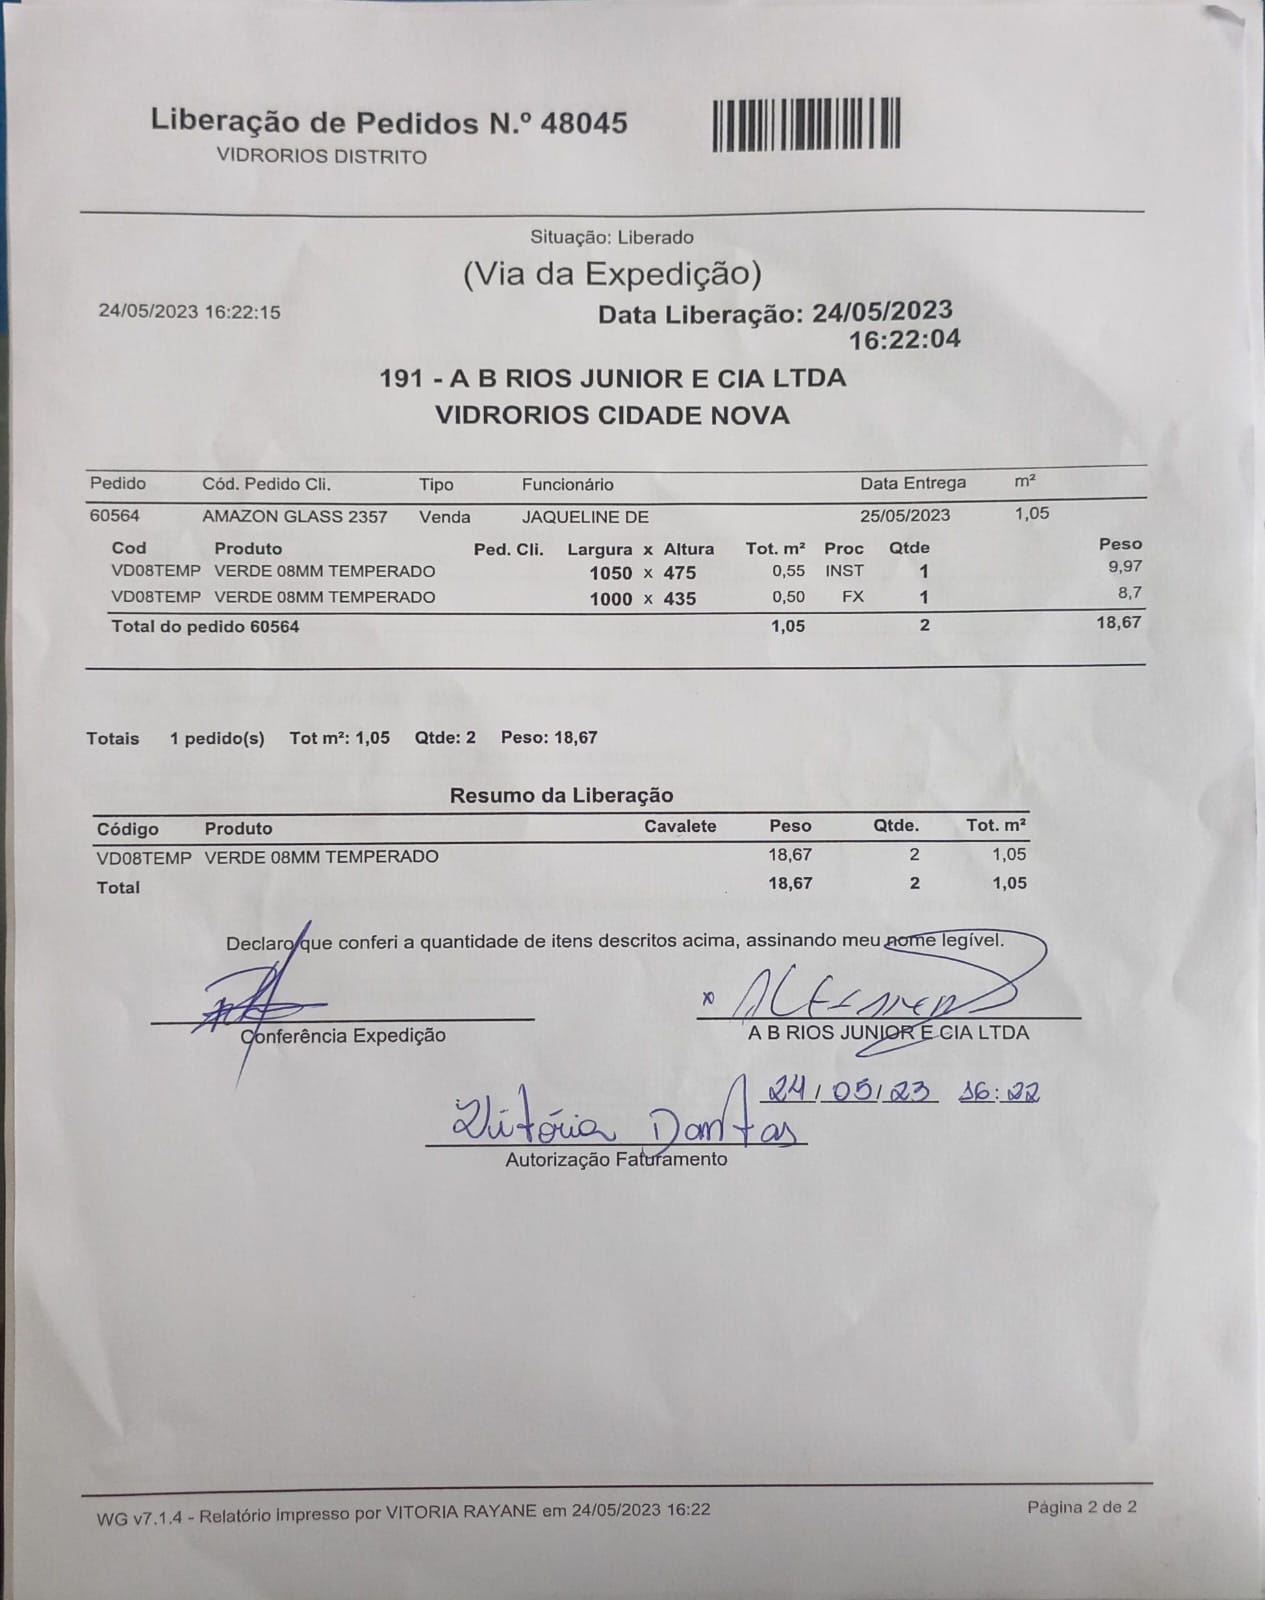 Liberação de Pedidos N.º 48045
VIDRORIOS DISTRITO
Situação: Liberado
(Via da Expedição)
24/05/2023 16:22:15
Data Liberação: 24/05/2023
16:22:04
191 - A B RIOS JUNIOR E CIA LTDA
VIDRORIOS CIDADE NOVA
Pedido Cód. Pedido Cli. Tipo Funcionário Data Entrega m²
60564 AMAZON GLASS 2357 Venda JAQUELINE DE 25/05/2023 1,05
Cod Produto Ped. Cli. Largura x Altura Tot. m² Proc Qtde Peso
VD08TEMP VERDE 08MM TEMPERADO 1050 x 475 0,55 INST 1 9,97
VD08TEMP VERDE 08MM TEMPERADO 1000 x 435 0,50 FX 1 8,7
Total do pedido 60564 1,05 2 18,67
Totais 1 pedido(s) Tot m²: 1,05 Qtde: 2 Peso: 18,67
Resumo da Liberação
Código Produto Cavalete Peso Qtde. Tot. m²
VD08TEMP VERDE 08MM TEMPERADO 18,67 2 1,05
Total 18,67 2 1,05
Declaro que conferi a quantidade de itens descritos acima, assinando meu nome legível.
Conferência Expedição
A B RIOS JUNIOR E CIA LTDA
24/05/23 16:22
Vitória Dantas
Autorização Faturamento
WG v7.1.4 - Relatório impresso por VITORIA RAYANE em 24/05/2023 16:22
Página 2 de 2